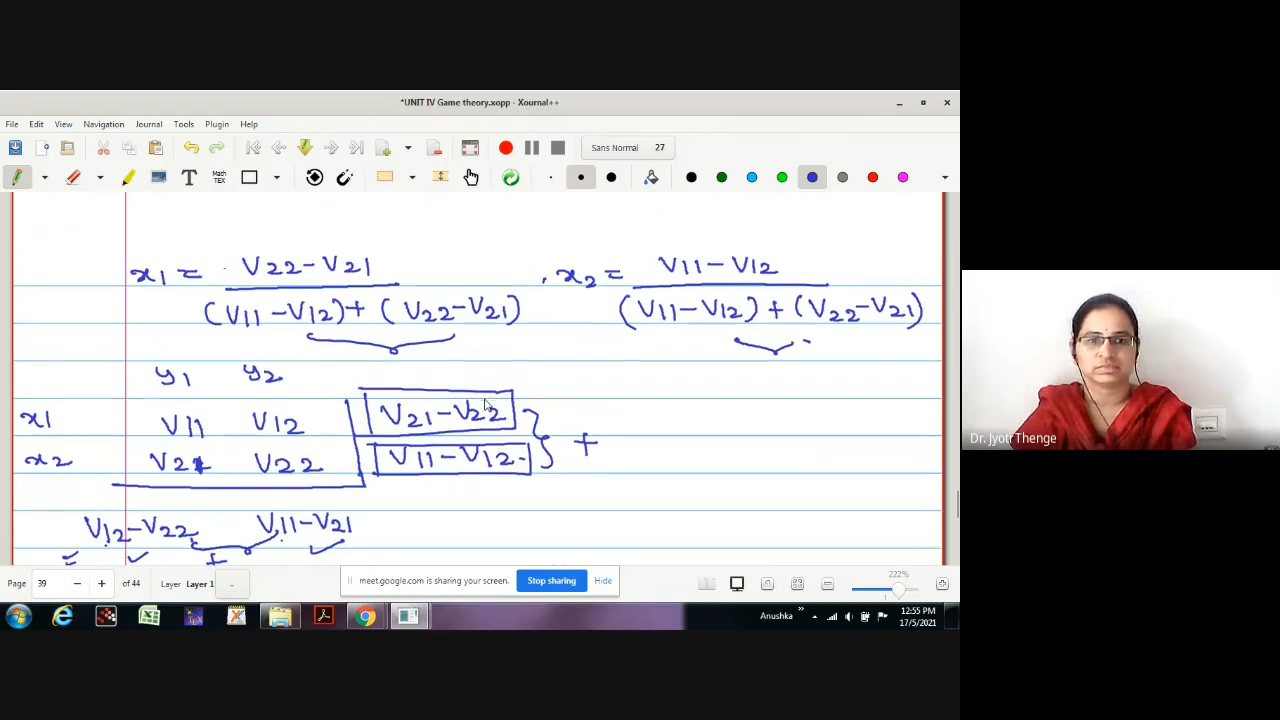 *UNIT IV Game theory.xopp - Xournal++
File Edit View Navigation Journal Tools Plugin Help
Sans Normal 27
T Math TEX
x1 = V22-V21 / (V11-V12)+(V22-V21) , x2 = V11-V12 / (V11-V12)+(V22-V21)
y1 y2
x1 V11 V12 V21-V22
+
x2 V21 V22 V11-V12
V12-V22 V11-V21
+
Page 39 of 44 Layer Layer 1
meet.google.com is sharing your screen. Stop sharing Hide
222%
Anushka
12:55 PM
17/5/2021
Dr. Jyoti Thenge